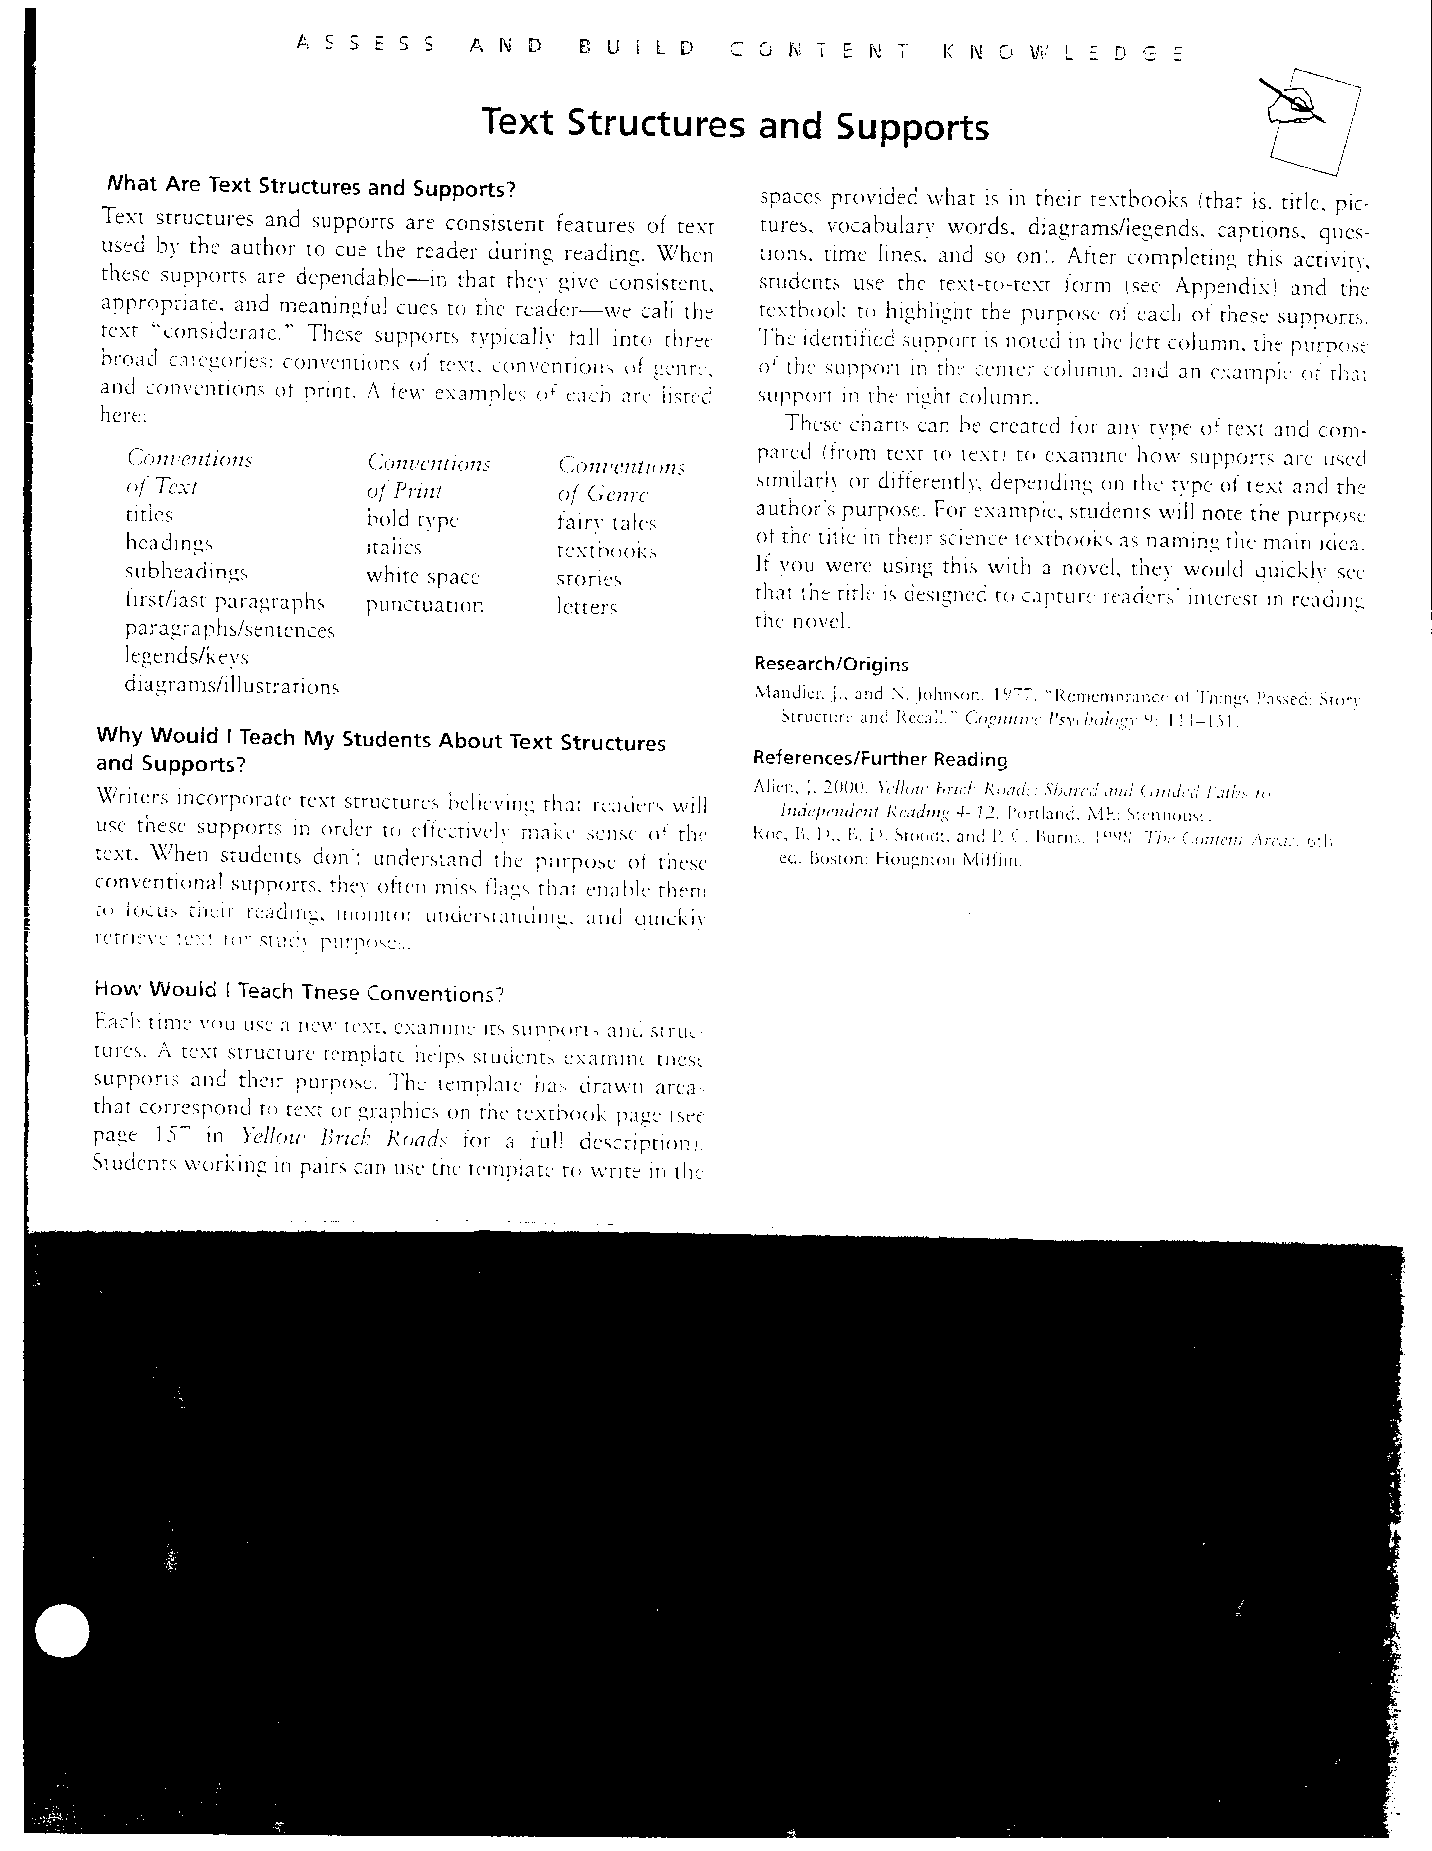 ASSESS AND BUILD CONTENT KNOWLEDGE
Text Structures and Supports
What Are Text Structures and Supports?
Text structures and supports are consistent features of text
used by the author to cue the reader during reading. When
these supports are dependable—in that they give consistent,
appropriate, and meaningful cues to the reader—we call the
text "considerate." These supports typically fall into three
broad categories: conventions of text, conventions of genre,
and conventions of print. A few examples of each are listed
here:
Conventions
of Text
titles
headings
subheadings
first/last paragraphs
paragraphs/sentences
legends/keys
diagrams/illustrations
Conventions
of Print
bold type
italics
white space
punctuation
Conventions
of Genre
fairy tales
textbooks
stories
letters
Why Would I Teach My Students About Text Structures
and Supports?
Writers incorporate text structures believing that readers will
use these supports in order to effectively make sense of the
text. When students don't understand the purpose of these
conventional supports, they often miss flags that enable them
to focus their reading, monitor understanding, and quickly
retrieve text for study purposes.
How Would I Teach These Conventions?
Each time you use a new text, examine its supports and struc-
tures. A text structure template helps students examine these
supports and their purpose. The template has drawn areas
that correspond to text or graphics on the textbook page (see
page 157 in Yellow Brick Roads for a full description).
Students working in pairs can use the template to write in the
spaces provided what is in their textbooks (that is, title, pic-
tures, vocabulary words, diagrams/legends, captions, ques-
tions, time lines, and so on). After completing this activity,
students use the text-to-text form (see Appendix) and the
textbook to highlight the purpose of each of these supports.
The identified support is noted in the left column, the purpose
of the support in the center column, and an example of that
support in the right column.
These charts can be created for any type of text and com-
pared (from text to text) to examine how supports are used
similarly or differently, depending on the type of text and the
author's purpose. For example, students will note the purpose
of the title in their science textbooks as naming the main idea.
If you were using this with a novel, they would quickly see
that the title is designed to capture readers' interest in reading
the novel.
Research/Origins
Mandler, J., and N. Johnson. 1977. "Remembrance of Things Passed: Story
Structure and Recall." Cognitive Psychology 9: 111–151.
References/Further Reading
Allen, J. 2000. Yellow Brick Roads: Shared and Guided Paths to
Independent Reading 4–12. Portland, ME: Stenhouse.
Roe, B. D., B. D. Stoodt, and P. C. Burns. 1998. The Content Areas. 6th
ed. Boston: Houghton Mifflin.